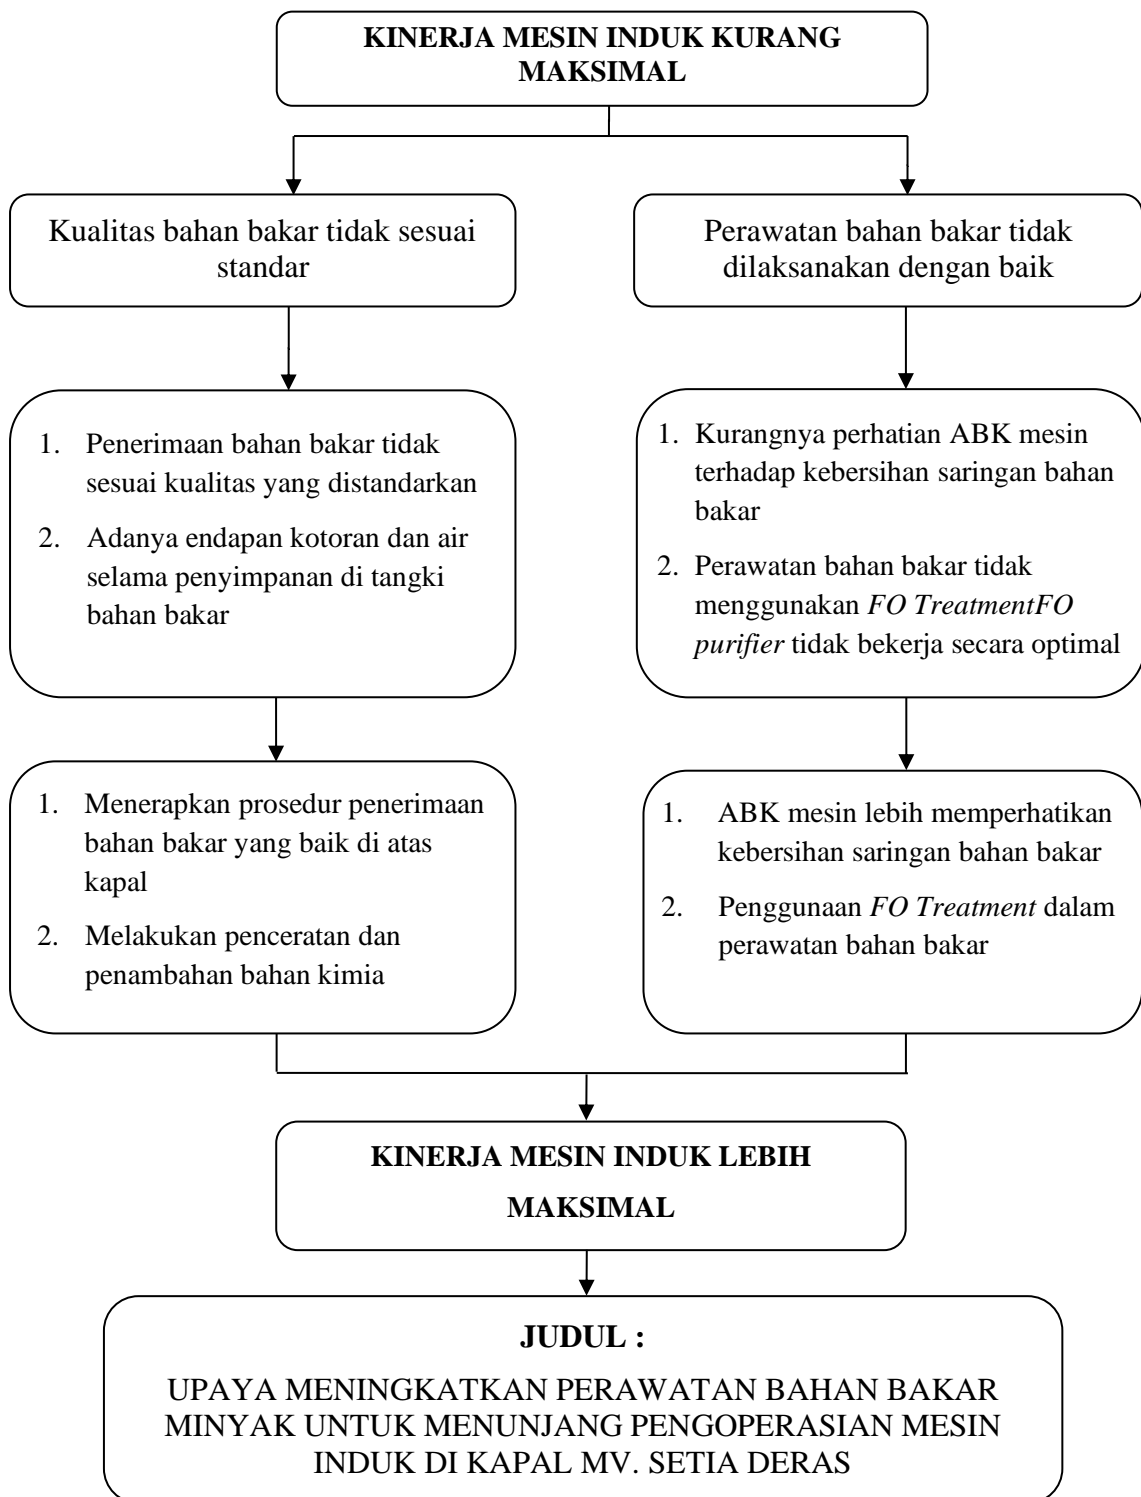 KINERJA MESIN INDUK KURANG
MAKSIMAL
Kualitas bahan bakar tidak sesuai
standar
Perawatan bahan bakar tidak
dilaksanakan dengan baik
1. Penerimaan bahan bakar tidak
sesuai kualitas yang distandarkan
2. Adanya endapan kotoran dan air
selama penyimpanan di tangki
bahan bakar
1. Kurangnya perhatian ABK mesin
terhadap kebersihan saringan bahan
bakar
2. Perawatan bahan bakar tidak
menggunakan FO TreatmentFO
purifier tidak bekerja secara optimal
1. Menerapkan prosedur penerimaan
bahan bakar yang baik di atas
kapal
2. Melakukan penceratan dan
penambahan bahan kimia
1. ABK mesin lebih memperhatikan
kebersihan saringan bahan bakar
2. Penggunaan FO Treatment dalam
perawatan bahan bakar
KINERJA MESIN INDUK LEBIH
MAKSIMAL
JUDUL :
UPAYA MENINGKATKAN PERAWATAN BAHAN BAKAR
MINYAK UNTUK MENUNJANG PENGOPERASIAN MESIN
INDUK DI KAPAL MV. SETIA DERAS